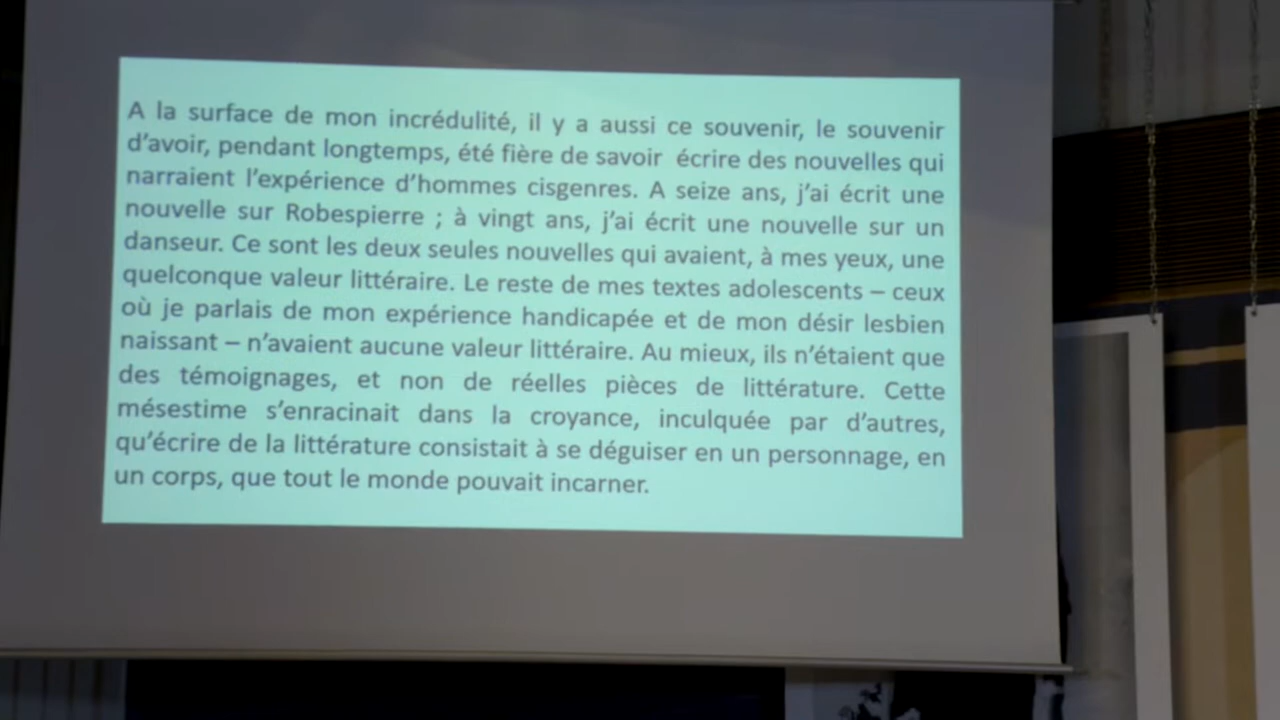 A la surface de mon incrédulité, il y a aussi ce souvenir, le souvenir
d'avoir, pendant longtemps, été fière de savoir écrire des nouvelles qui
narraient l'expérience d'hommes cisgenres. A seize ans, j'ai écrit une
nouvelle sur Robespierre ; à vingt ans, j'ai écrit une nouvelle sur un
danseur. Ce sont les deux seules nouvelles qui avaient, à mes yeux, une
quelconque valeur littéraire. Le reste de mes textes adolescents – ceux
où je parlais de mon expérience handicapée et de mon désir lesbien
naissant – n'avaient aucune valeur littéraire. Au mieux, ils n'étaient que
des témoignages, et non de réelles pièces de littérature. Cette
mésestime s'enracinait dans la croyance, inculquée par d'autres,
qu'écrire de la littérature consistait à se déguiser en un personnage, en
un corps, que tout le monde pouvait incarner.